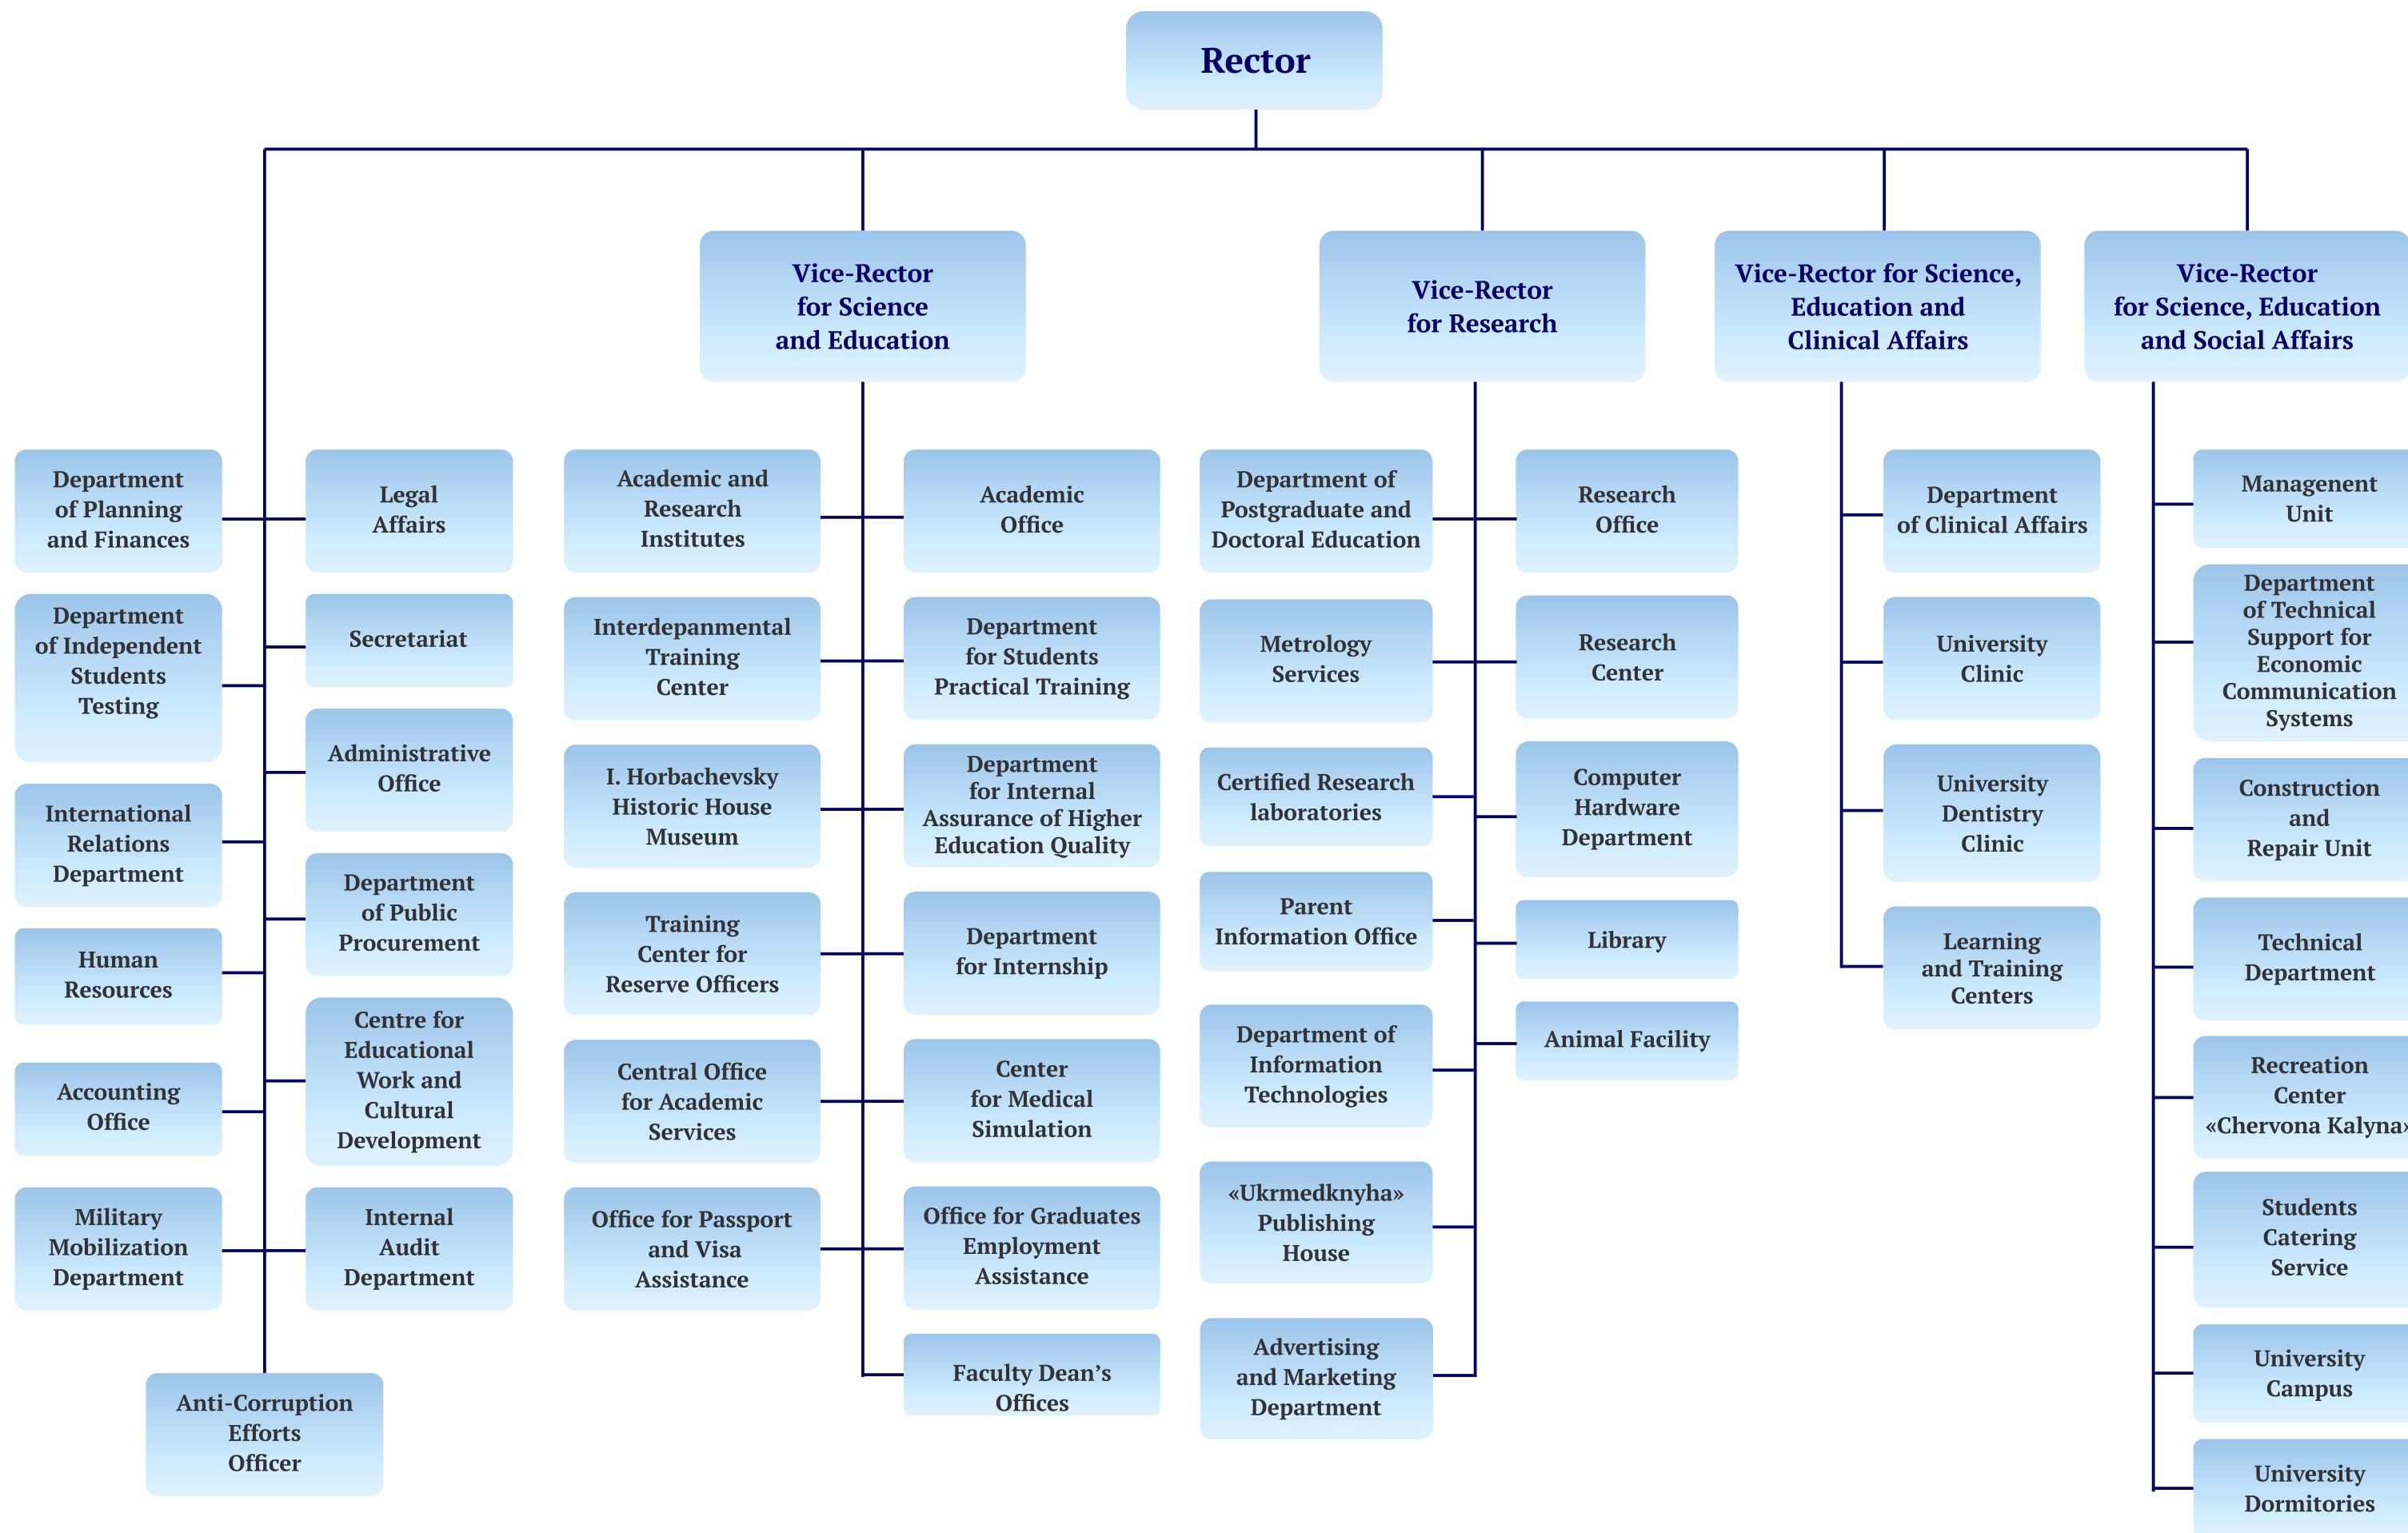 Rector
Vice-Rector
for Science
and Education
Vice-Rector
for Research
Vice-Rector for Science,
Education and
Clinical Affairs
Vice-Rector
for Science, Education
and Social Affairs
Department
of Planning
and Finances
Department
of Independent
Students
Testing
International
Relations
Department
Human
Resources
Accounting
Office
Military
Mobilization
Department
Legal
Affairs
Secretariat
Administrative
Office
Department
of Public
Procurement
Centre for
Educational
Work and
Cultural
Development
Internal
Audit
Department
Anti-Corruption
Efforts
Officer
Academic and
Research
Institutes
Interdepanmental
Training
Center
I. Horbachevsky
Historic House
Museum
Training
Center for
Reserve Officers
Central Office
for Academic
Services
Office for Passport
and Visa
Assistance
Academic
Office
Department
for Students
Practical Training
Department
for Internal
Assurance of Higher
Education Quality
Department
for Internship
Center
for Medical
Simulation
Office for Graduates
Employment
Assistance
Faculty Dean’s
Offices
Department of
Postgraduate and
Doctoral Education
Metrology
Services
Certified Research
laboratories
Parent
Information Office
Department of
Information
Technologies
«Ukrmedknyha»
Publishing
House
Advertising
and Marketing
Department
Research
Office
Research
Center
Computer
Hardware
Department
Library
Animal Facility
Department
of Clinical Affairs
University
Clinic
University
Dentistry
Clinic
Learning
and Training
Centers
Managenent
Unit
Department
of Technical
Support for
Economic
Communication
Systems
Construction
and
Repair Unit
Technical
Department
Recreation
Center
«Chervona Kalyna»
Students
Catering
Service
University
Campus
University
Dormitories